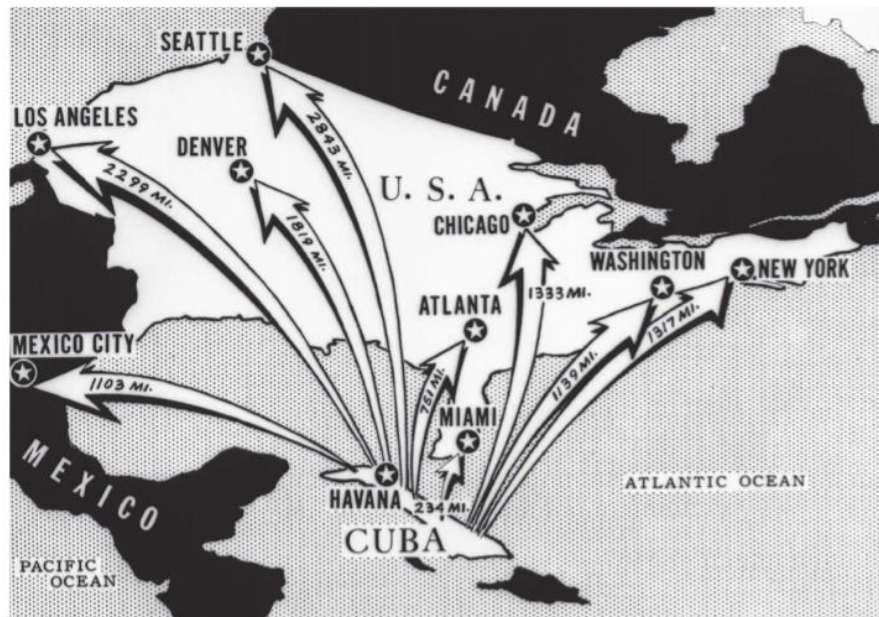 SEATTLE
CANADA
LOS ANGELES
2843 MI.
DENVER
2299 MI.
U. S. A.
CHICAGO
1819 MI.
WASHINGTON
NEW YORK
1333 MI.
ATLANTA
1317 MI.
MEXICO CITY
1139 MI.
751 MI.
1103 MI.
MIAMI
MEXICO
HAVANA
234 MI.
ATLANTIC OCEAN
CUBA
PACIFIC
OCEAN